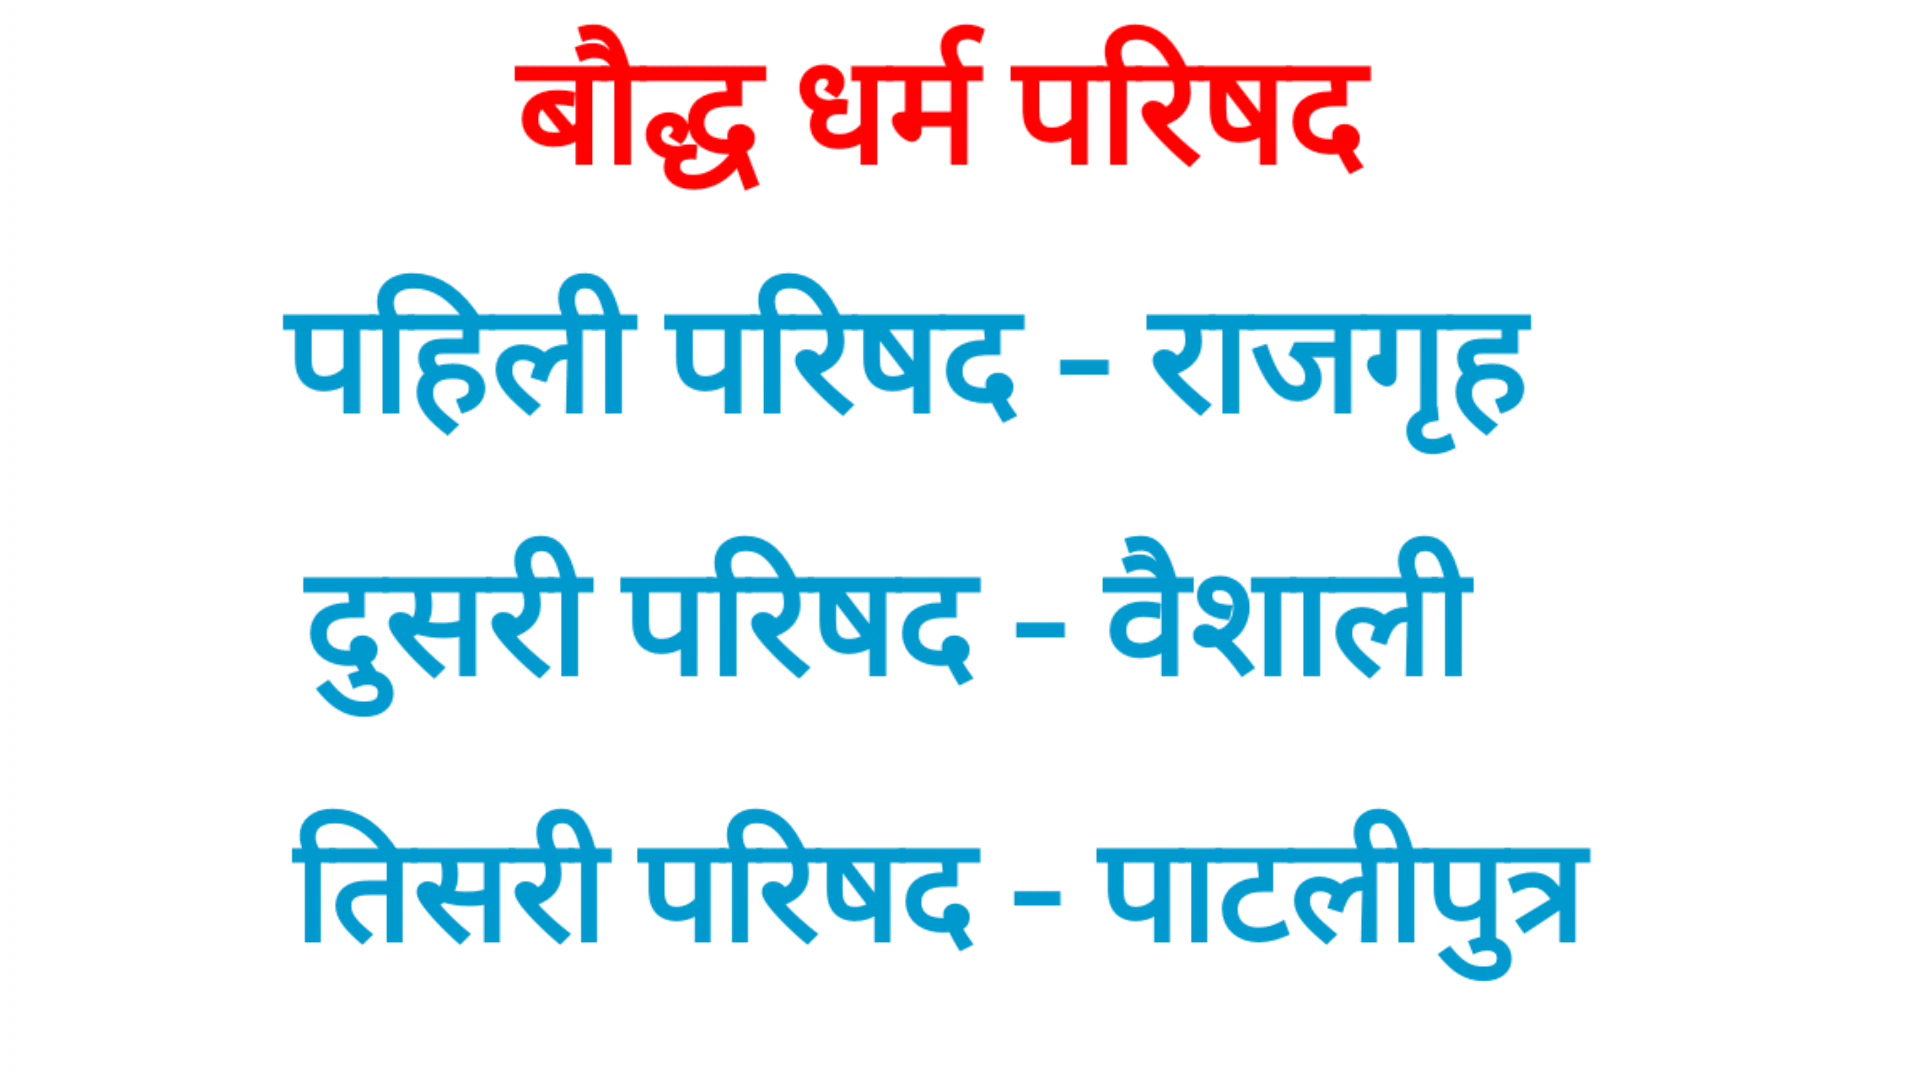 बौद्ध धर्म परिषद
पहिली परिषद - राजगृह
दुसरी परिषद - वैशाली
तिसरी परिषद - पाटलीपुत्र